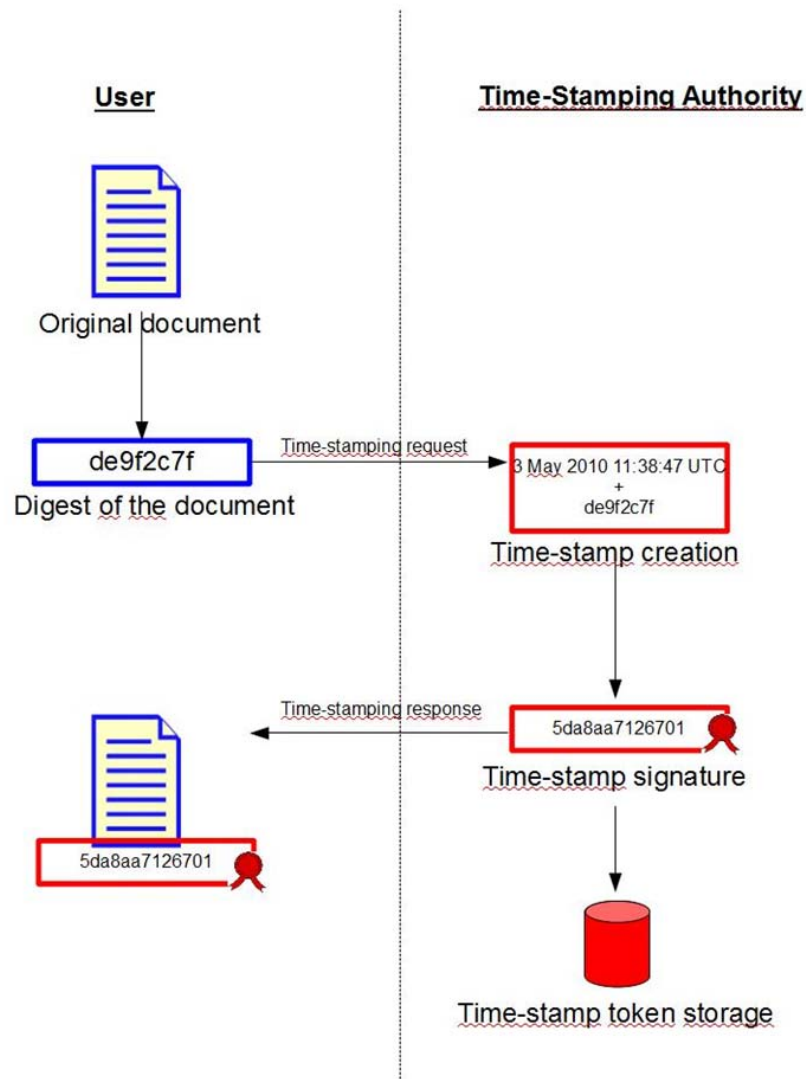 User
Time-Stamping Authority
Original document
de9f2c7f
Digest of the document
Time-stamping request
3 May 2010 11:38:47 UTC
+
de9f2c7f
Time-stamp creation
Time-stamping response
5da8aa7126701
Time-stamp signature
5da8aa7126701
Time-stamp token storage